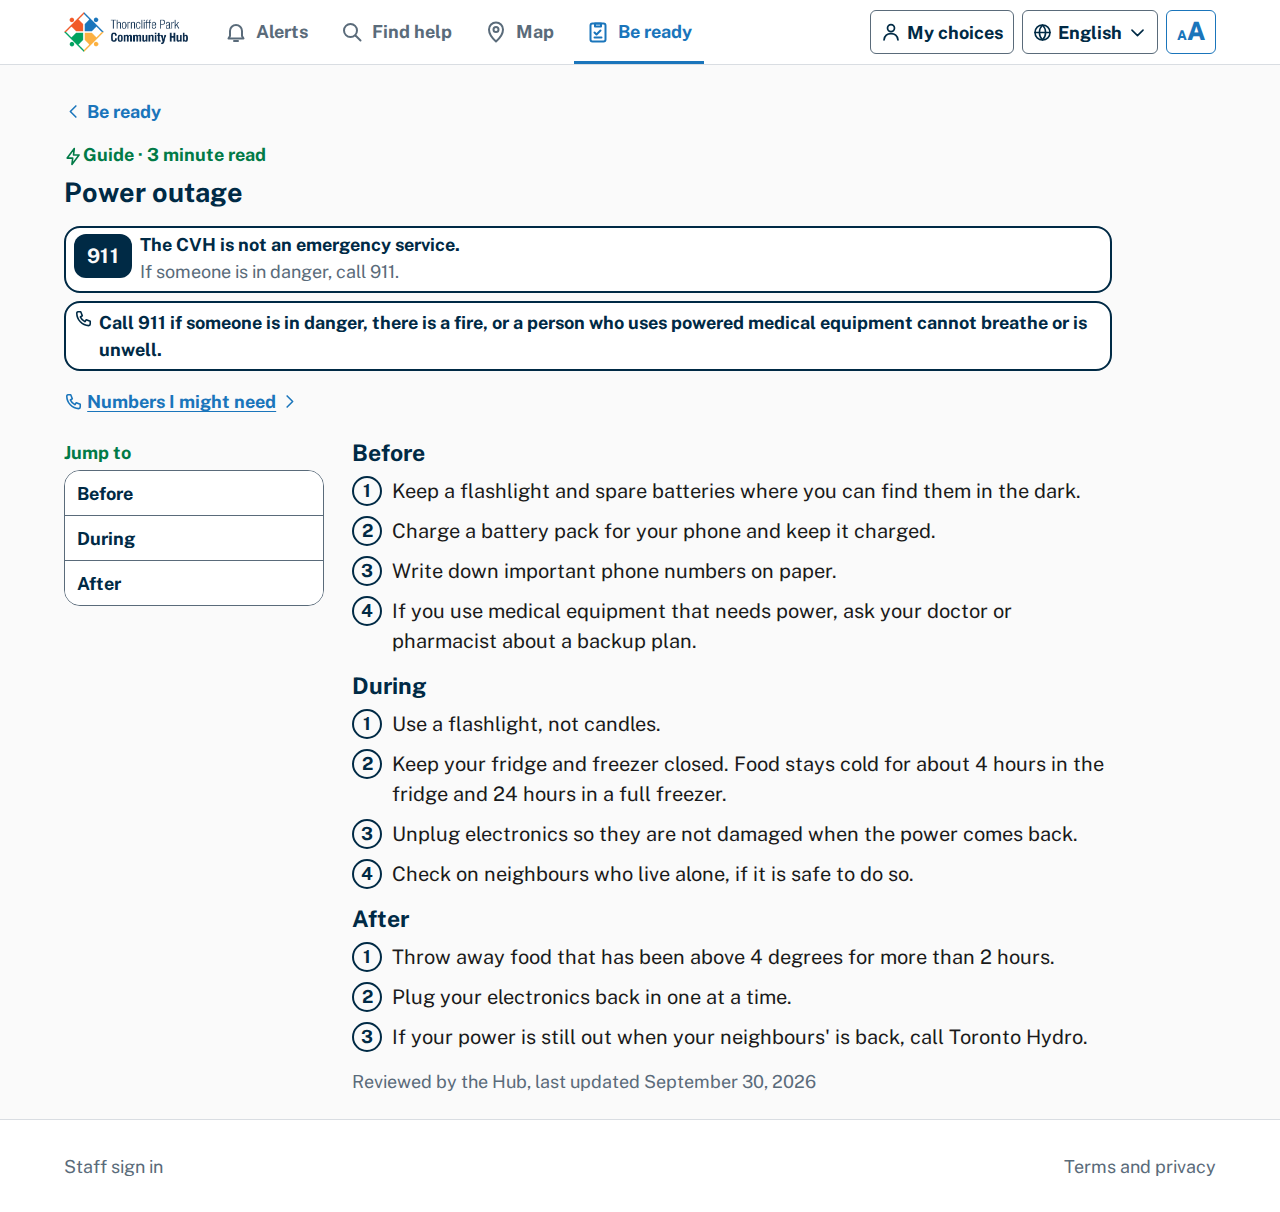 Thorncliffe Park
Community Hub
Alerts
Find help
Map
Be ready
My choices
English
AA
Be ready
Guide · 3 minute read
Power outage
911
The CVH is not an emergency service.
If someone is in danger, call 911.
Call 911 if someone is in danger, there is a fire, or a person who uses powered medical equipment cannot breathe or is
unwell.
Numbers I might need
Jump to
Before
During
After
Before
1 Keep a flashlight and spare batteries where you can find them in the dark.
2 Charge a battery pack for your phone and keep it charged.
3 Write down important phone numbers on paper.
4 If you use medical equipment that needs power, ask your doctor or
pharmacist about a backup plan.
During
1 Use a flashlight, not candles.
2 Keep your fridge and freezer closed. Food stays cold for about 4 hours in the
fridge and 24 hours in a full freezer.
3 Unplug electronics so they are not damaged when the power comes back.
4 Check on neighbours who live alone, if it is safe to do so.
After
1 Throw away food that has been above 4 degrees for more than 2 hours.
2 Plug your electronics back in one at a time.
3 If your power is still out when your neighbours' is back, call Toronto Hydro.
Reviewed by the Hub, last updated September 30, 2026
Staff sign in
Terms and privacy